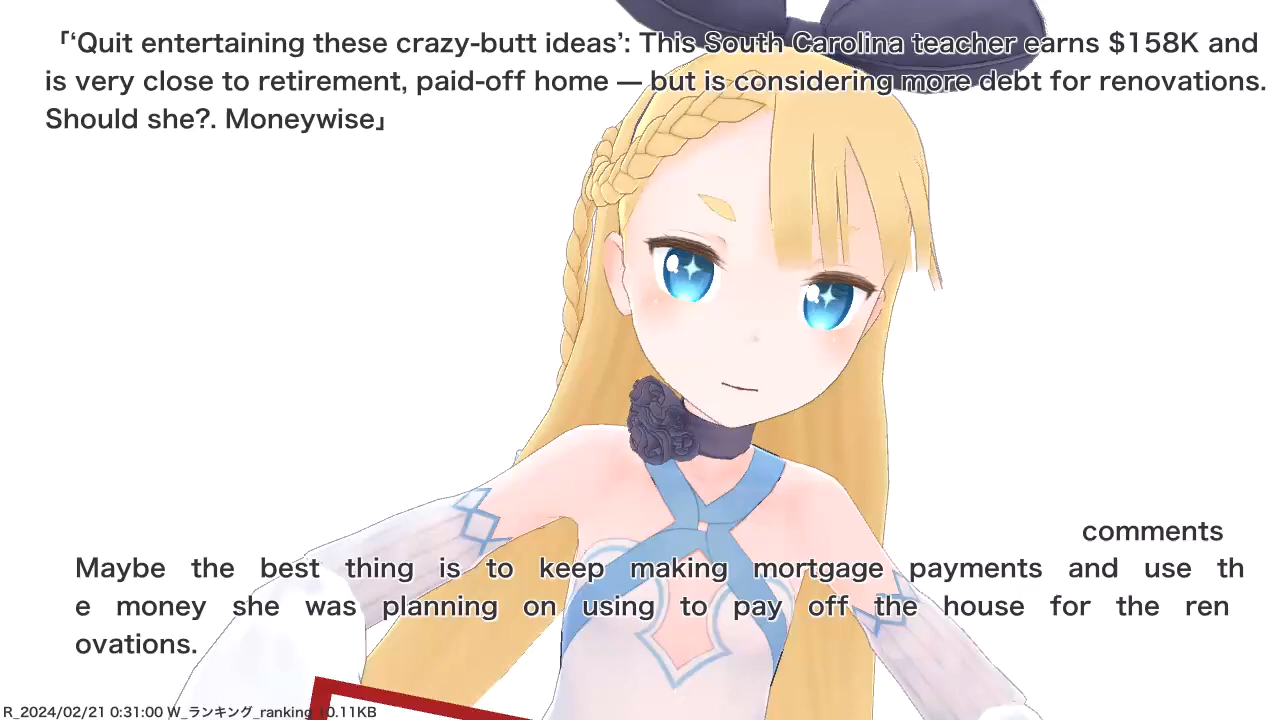 「‘Quit entertaining these crazy-butt ideas’: This South Carolina teacher earns $158K and
is very close to retirement, paid-off home — but is considering more debt for renovations.
Should she?. Moneywise」
comments
Maybe the best thing is to keep making mortgage payments and use th
e money she was planning on using to pay off the house for the ren
ovations.
R_2024/02/21 0:31:00 W_ランキング_ranking_10.11KB